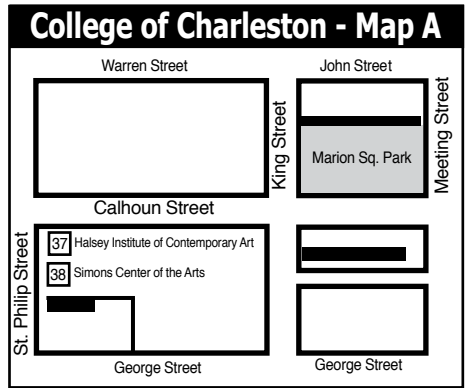 College of Charleston - Map A
Warren Street
John Street
King Street
Meeting Street
Marion Sq. Park
Calhoun Street
St. Philip Street
37 Halsey Institute of Contemporary Art
38 Simons Center of the Arts
George Street
George Street